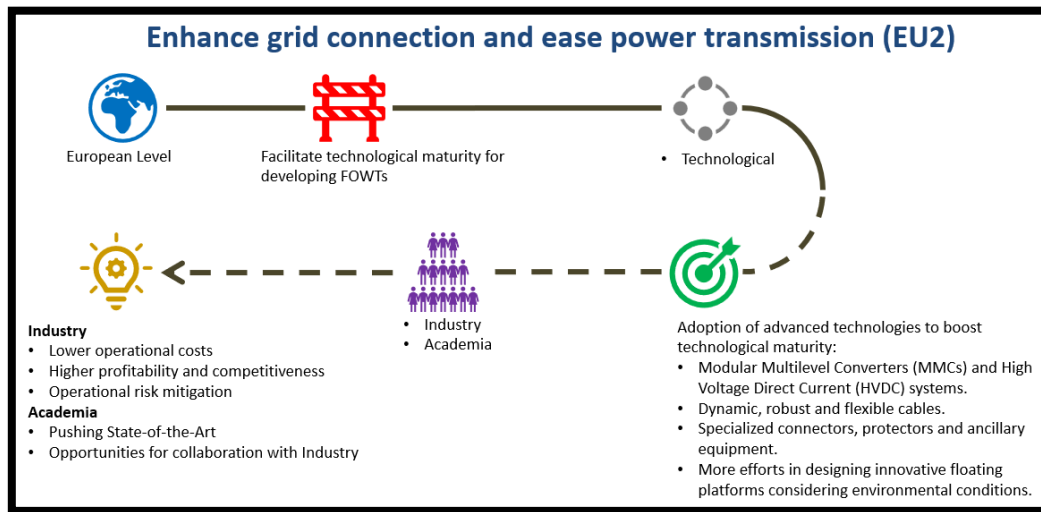 Enhance grid connection and ease power transmission (EU2)
European Level
Facilitate technological maturity for
developing FOWTs
• Technological
Adoption of advanced technologies to boost
technological maturity:
• Modular Multilevel Converters (MMCs) and High
Voltage Direct Current (HVDC) systems.
• Dynamic, robust and flexible cables.
• Specialized connectors, protectors and ancillary
equipment.
• More efforts in designing innovative floating
platforms considering environmental conditions.
• Industry
• Academia
Industry
• Lower operational costs
• Higher profitability and competitiveness
• Operational risk mitigation
Academia
• Pushing State-of-the-Art
• Opportunities for collaboration with Industry